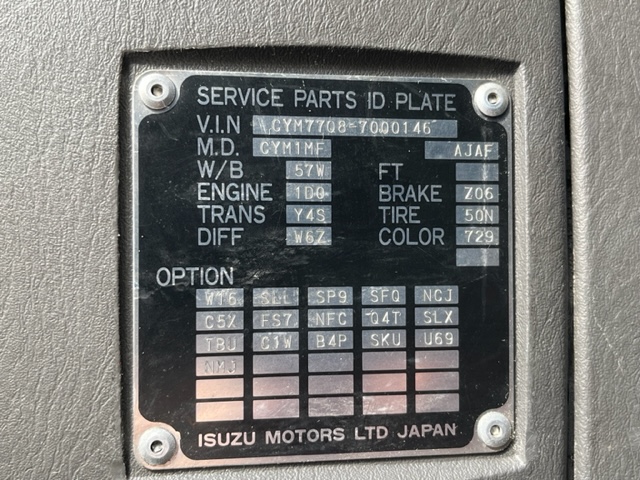 SERVICE PARTS ID PLATE
V.I.N \CYM77Q8-7000146
M.D. CYM1MF AJAF
W/B 57W FT
ENGINE 1D0 BRAKE Z06
TRANS Y4S TIRE 50N
DIFF W6Z COLOR 729
OPTION
WT6 SLL SP9 SFQ NCJ
C5X FS7 NFC Q4T SLX
TBU C1W B4P SKU U69
NMJ
ISUZU MOTORS LTD JAPAN